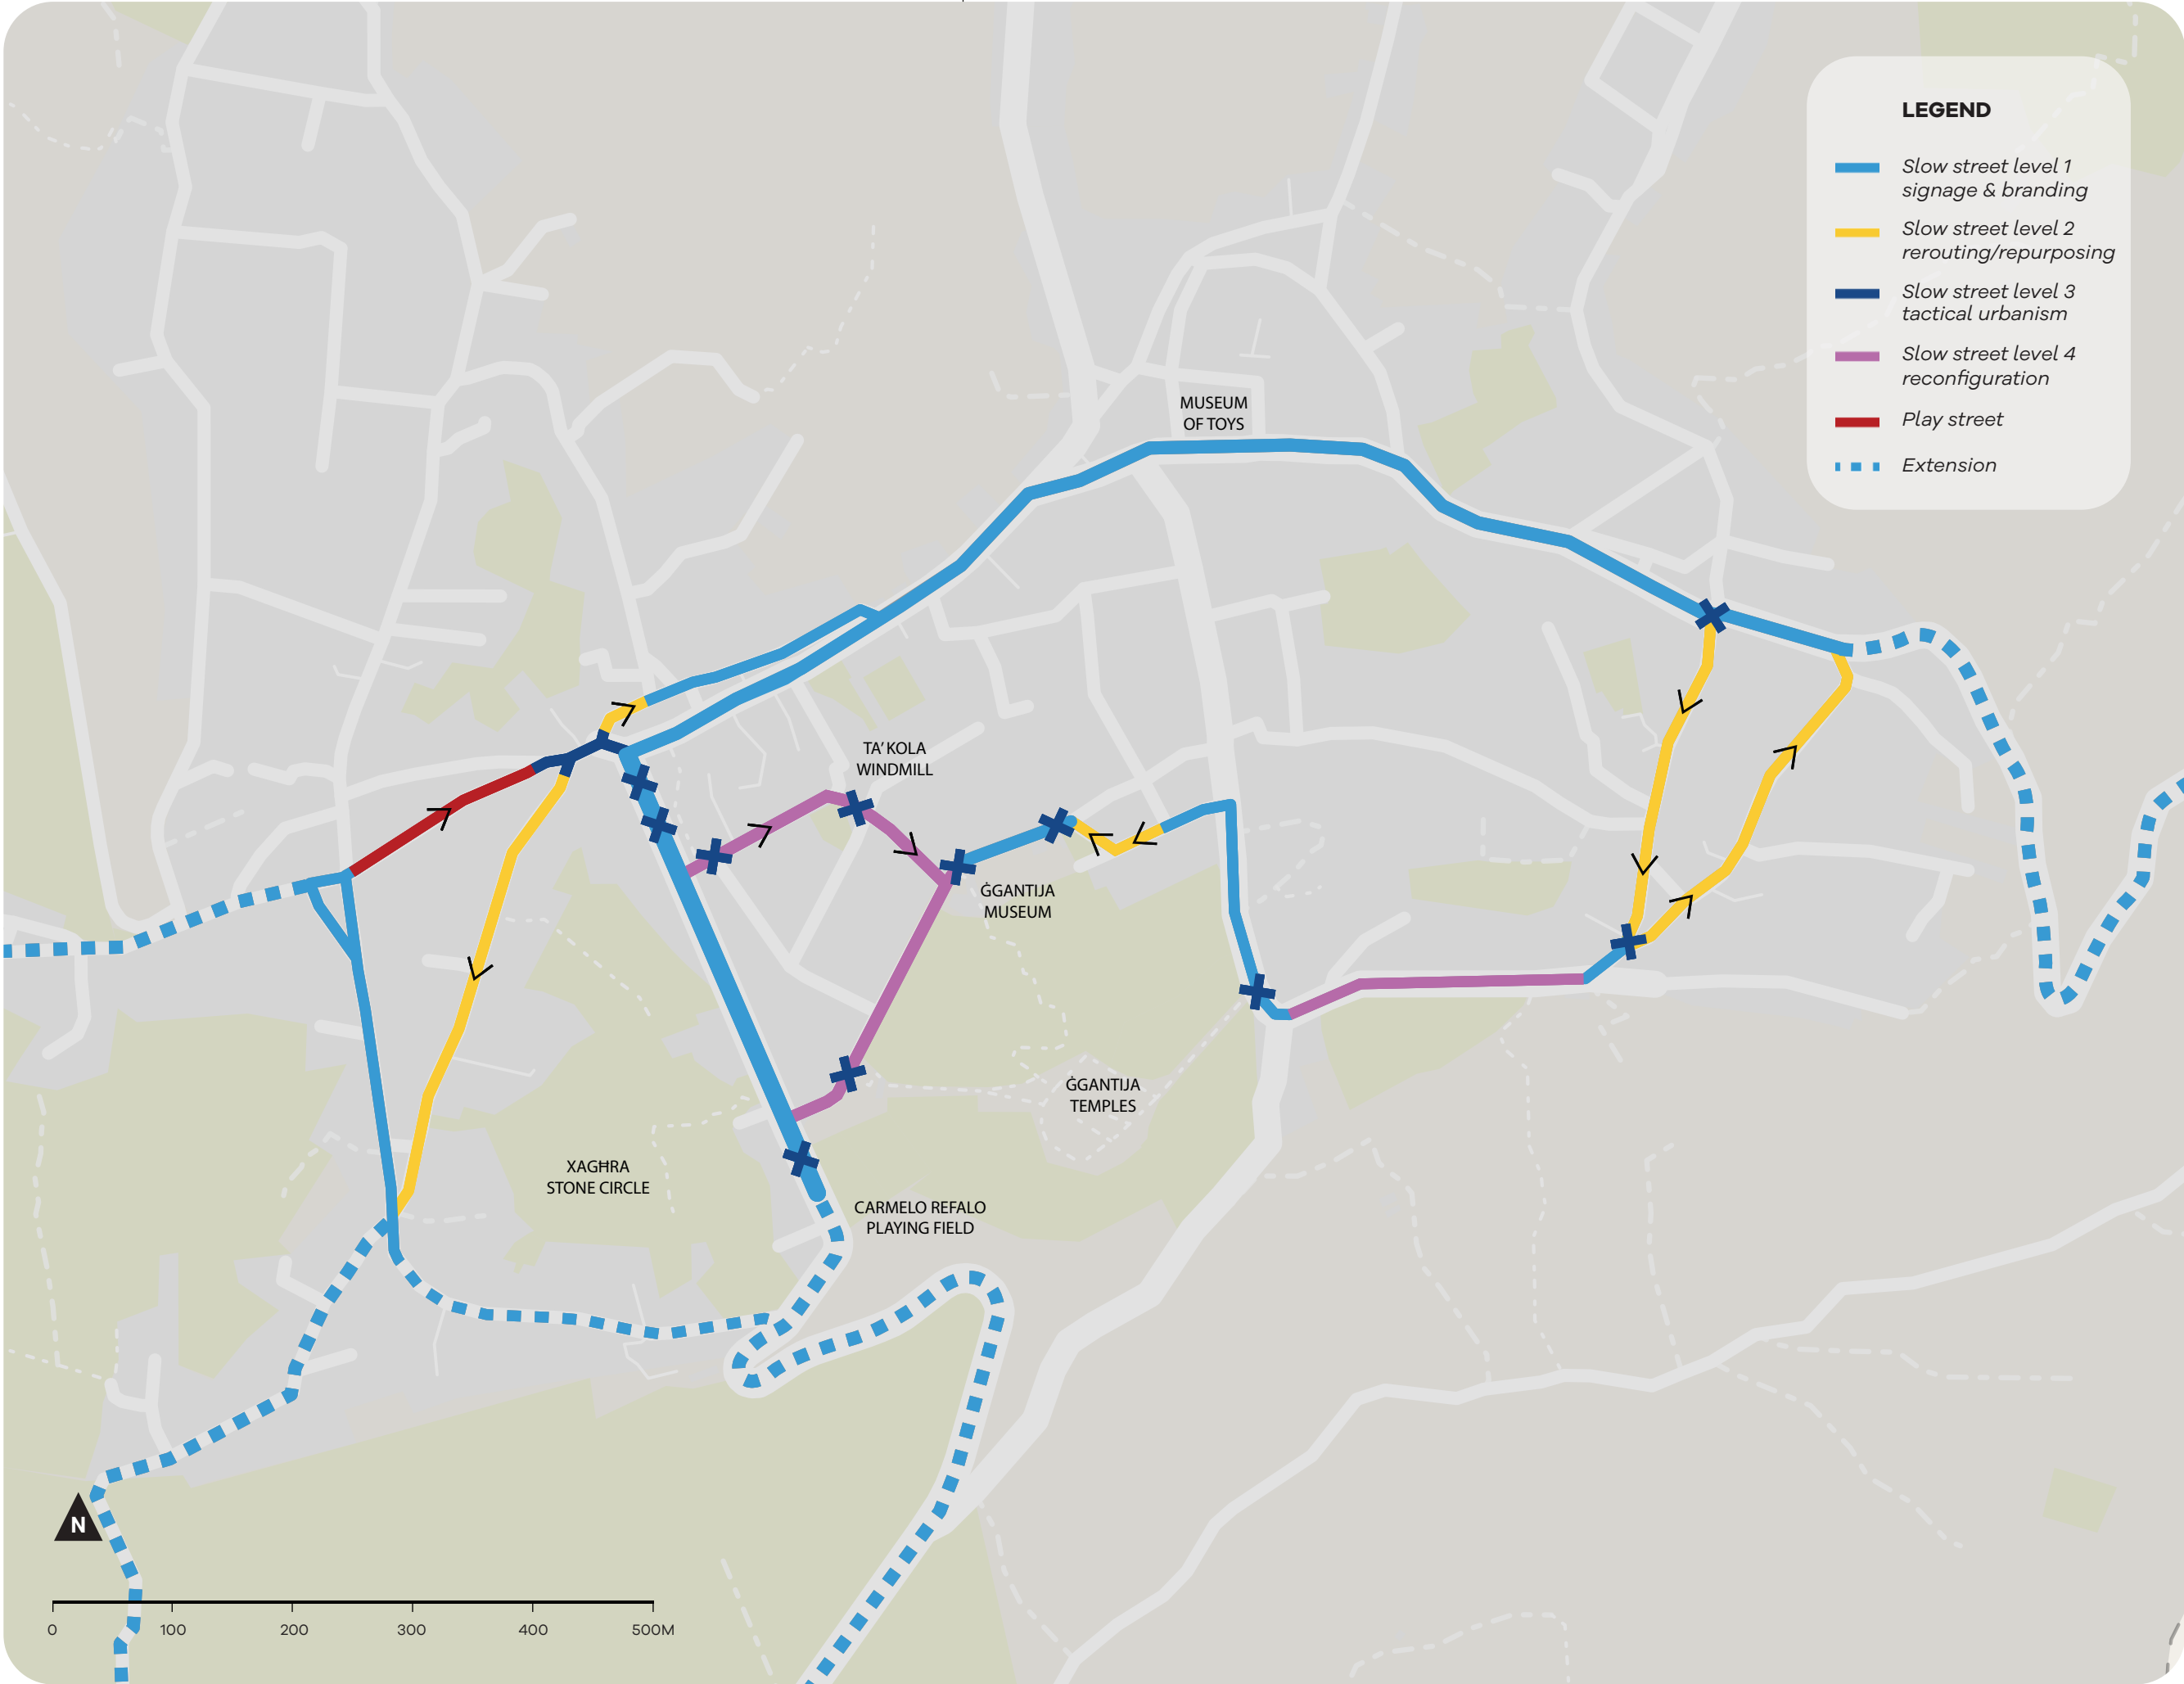 LEGEND
Slow street level 1
signage & branding
Slow street level 2
rerouting/repurposing
Slow street level 3
tactical urbanism
Slow street level 4
reconfiguration
Play street
Extension
MUSEUM
OF TOYS
TA' KOLA
WINDMILL
ĠGANTIJA
MUSEUM
ĠGANTIJA
TEMPLES
XAGĦRA
STONE CIRCLE
CARMELO REFALO
PLAYING FIELD
N
0 100 200 300 400 500M